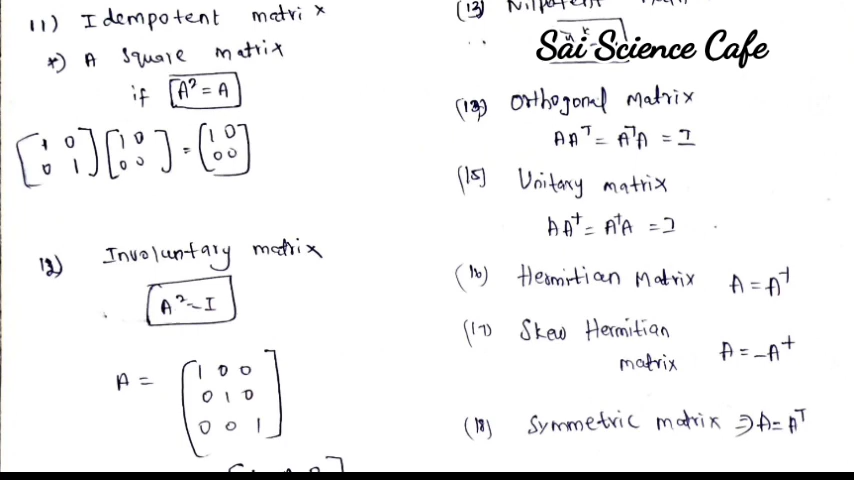 11) Idempotent matrix
*) A square matrix
if A² = A
[1 0 0 1] [1 0 0 0] = [1 0 0 0]
12) Involuntary matrix
A² = I
A = [1 0 0
0 1 0
0 0 1]
(13)
Sai Science Cafe
Orthogonal Matrix
AAᵀ = AᵀA = I
(15) Unitary matrix
AA† = A†A = I
(16) Hermitian Matrix A = A†
(17) Skew Hermitian
matrix A = -A†
(18) Symmetric matrix ⇒ A = Aᵀ